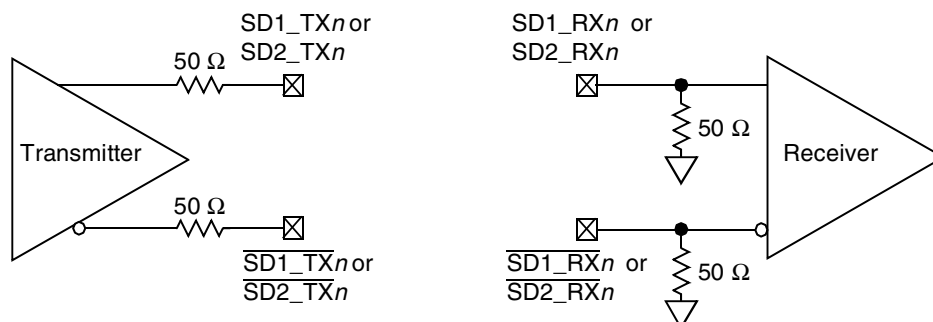 SD1_TXn or
SD2_TXn
50 Ω
Transmitter
50 Ω
SD1_TXn or
SD2_TXn
SD1_RXn or
SD2_RXn
50 Ω
Receiver
SD1_RXn or
SD2_RXn
50 Ω